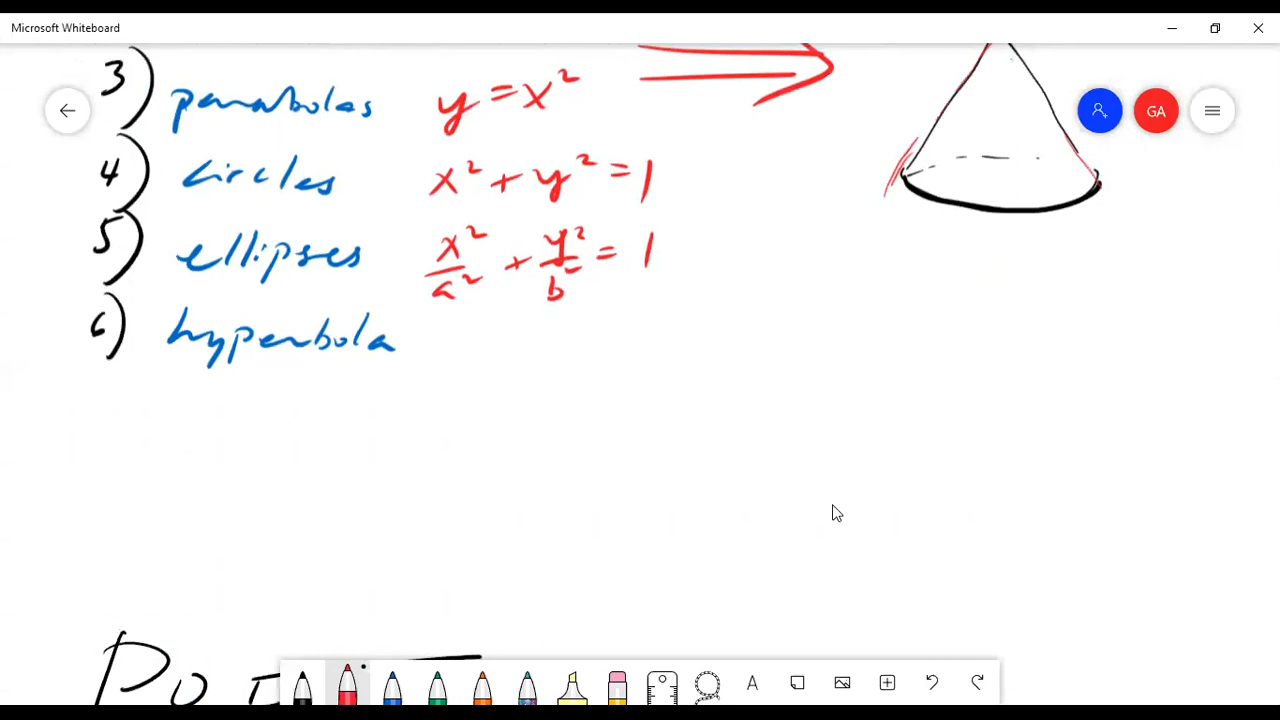 Microsoft Whiteboard
3) parabolas y = x²
4) circles x² + y² = 1
5) ellipses x²/a² + y²/b² = 1
6) hyperbola
GA
A